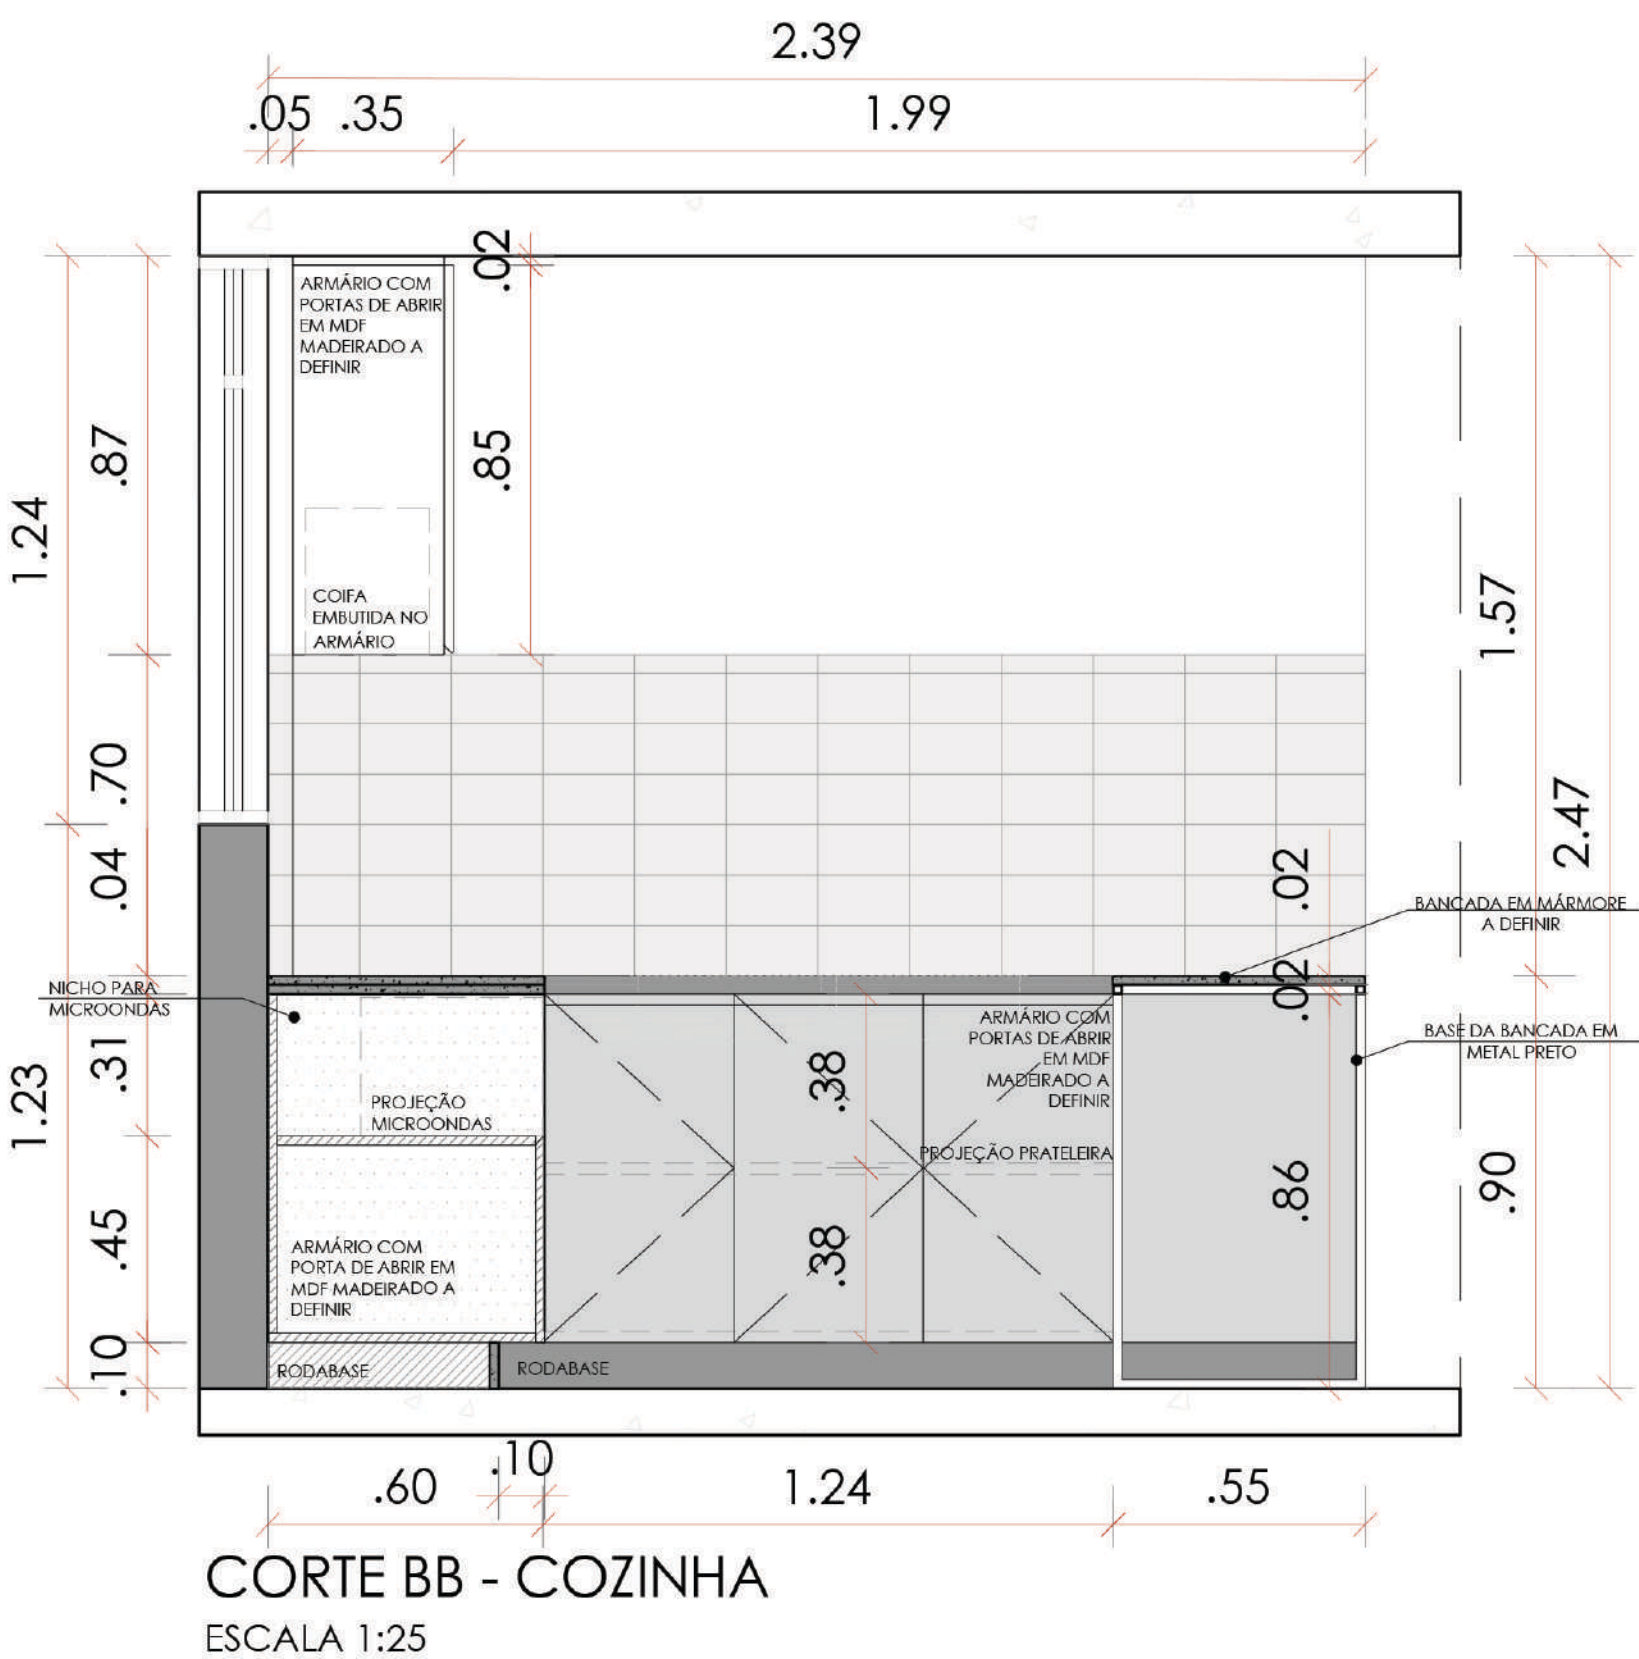 2.39
.05 .35 1.99
.02
ARMÁRIO COM
PORTAS DE ABRIR
EM MDF
MADEIRADO A
DEFINIR
.87
.85
1.24
COIFA
EMBUTIDA NO
ARMÁRIO
1.57
.70
2.47
.04
.02
BANCADA EM MÁRMORE
A DEFINIR
NICHO PARA
MICROONDAS
.02
ARMÁRIO COM
PORTAS DE ABRIR
EM MDF
MADEIRADO A
DEFINIR
BASE DA BANCADA EM
METAL PRETO
.31
1.23
.38
PROJEÇÃO
MICROONDAS
PROJEÇÃO PRATELEIRA
.86
.90
.45
.38
ARMÁRIO COM
PORTA DE ABRIR EM
MDF MADEIRADO A
DEFINIR
.10
RODABASE
RODABASE
.60 .10 1.24 .55
CORTE BB - COZINHA
ESCALA 1:25